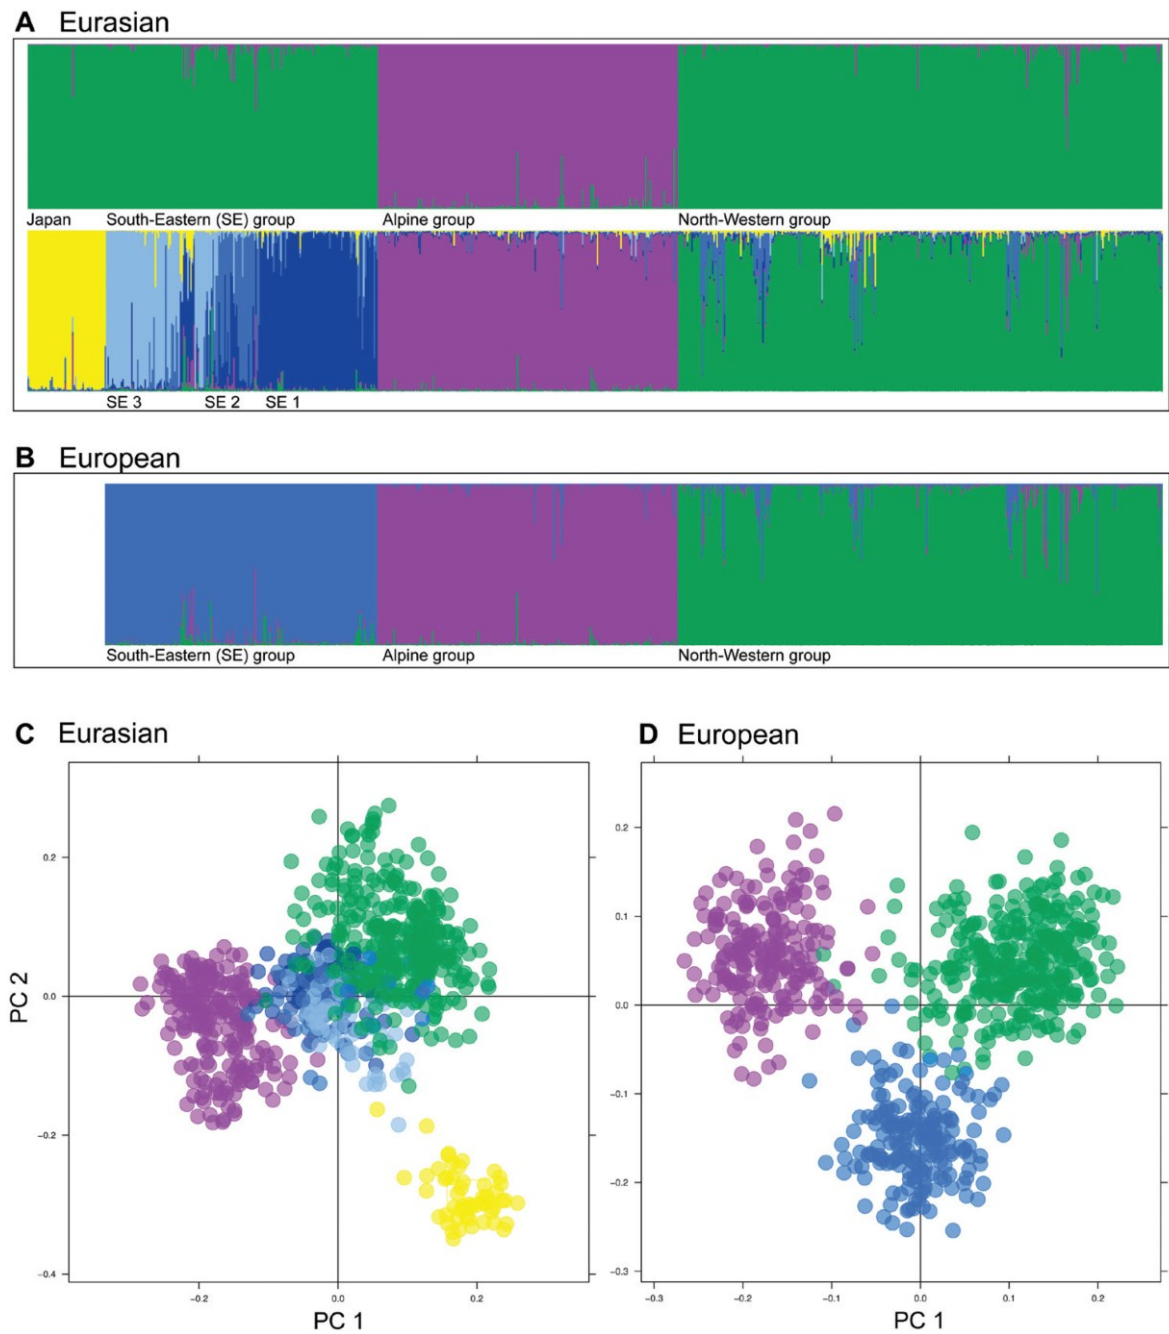 A Eurasian
Japan South-Eastern (SE) group Alpine group North-Western group
SE 3 SE 2 SE 1
B European
South-Eastern (SE) group Alpine group North-Western group
C Eurasian
D European
0.2
0.0
−0.2
−0.4
PC 2
−0.2 0.0 0.2
PC 1
0.2
0.1
0.0
−0.1
−0.2
−0.3
−0.3 −0.2 −0.1 0.0 0.1 0.2
PC 1